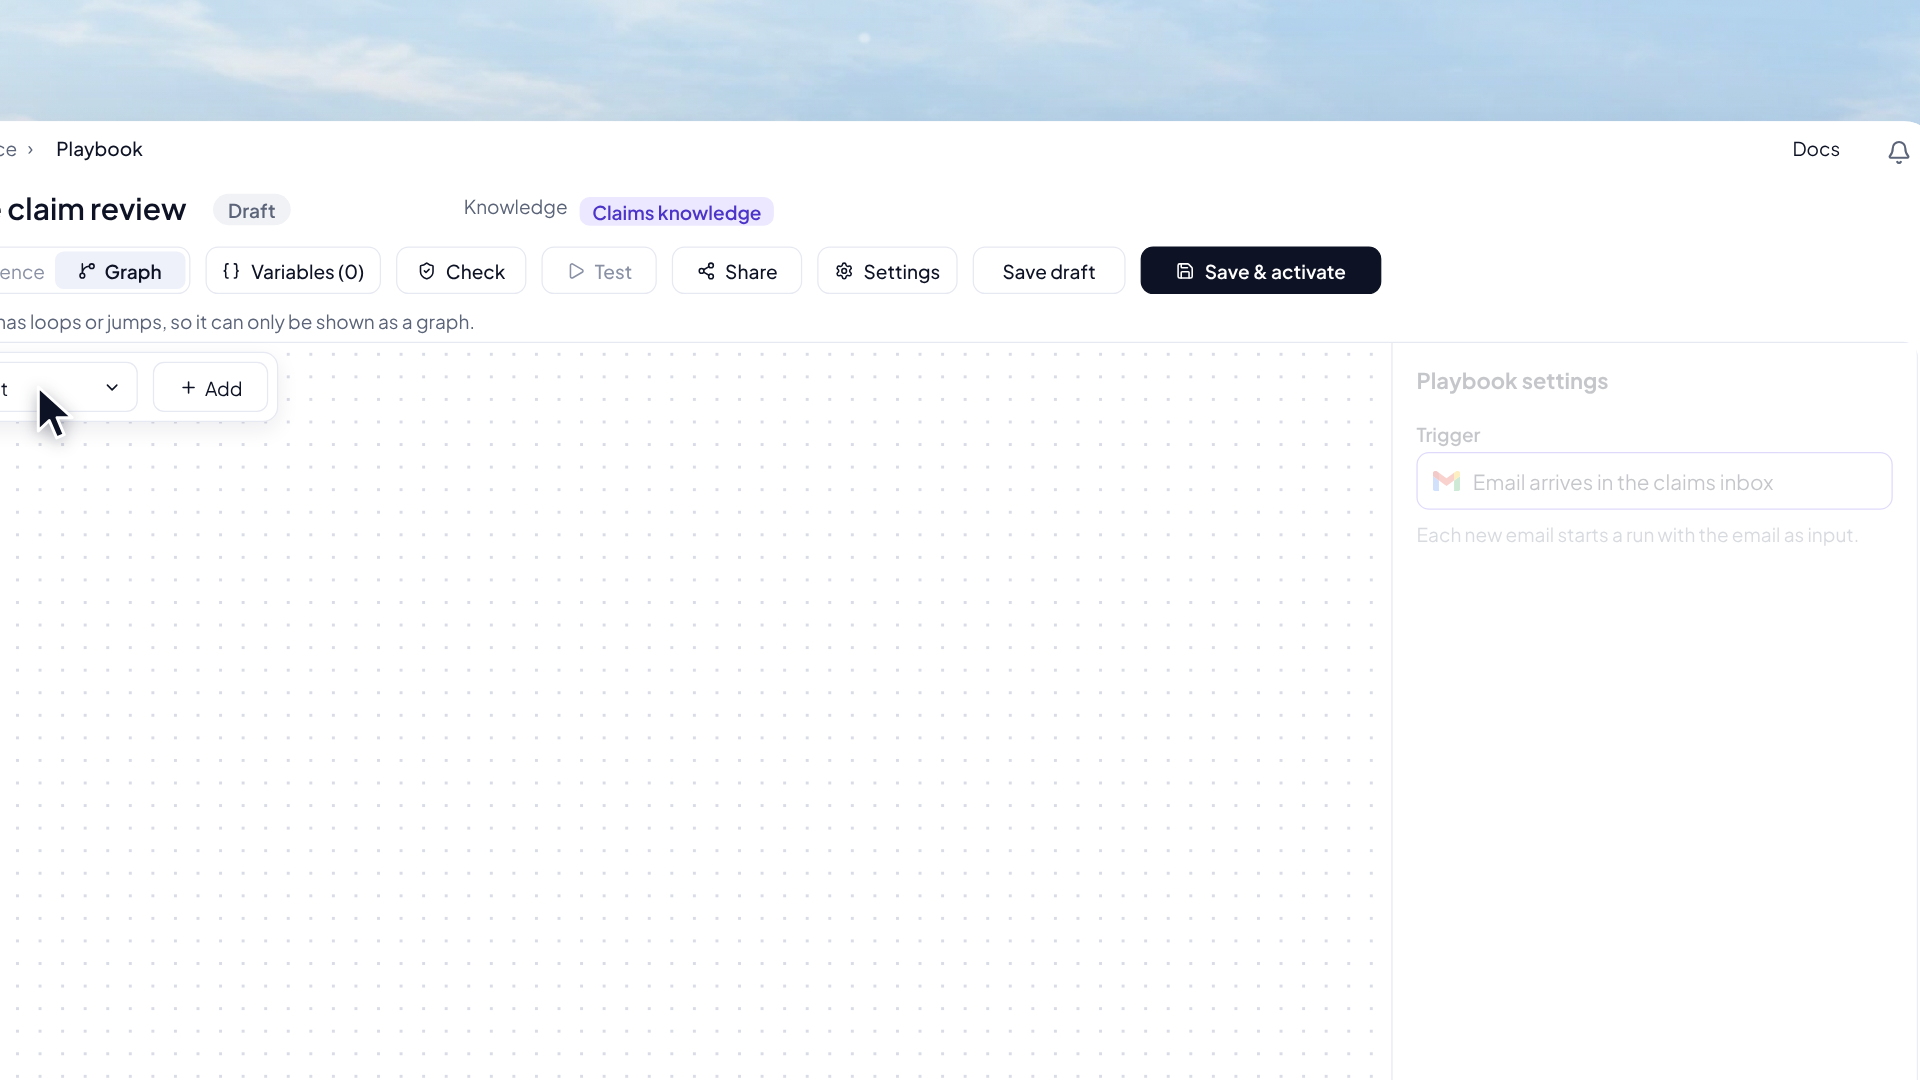 ce › Playbook Docs
claim review Draft Knowledge Claims knowledge
ence Graph Variables (0) Check Test Share Settings Save draft Save & activate
has loops or jumps, so it can only be shown as a graph.
t + Add
Playbook settings
Trigger
Email arrives in the claims inbox
Each new email starts a run with the email as input.